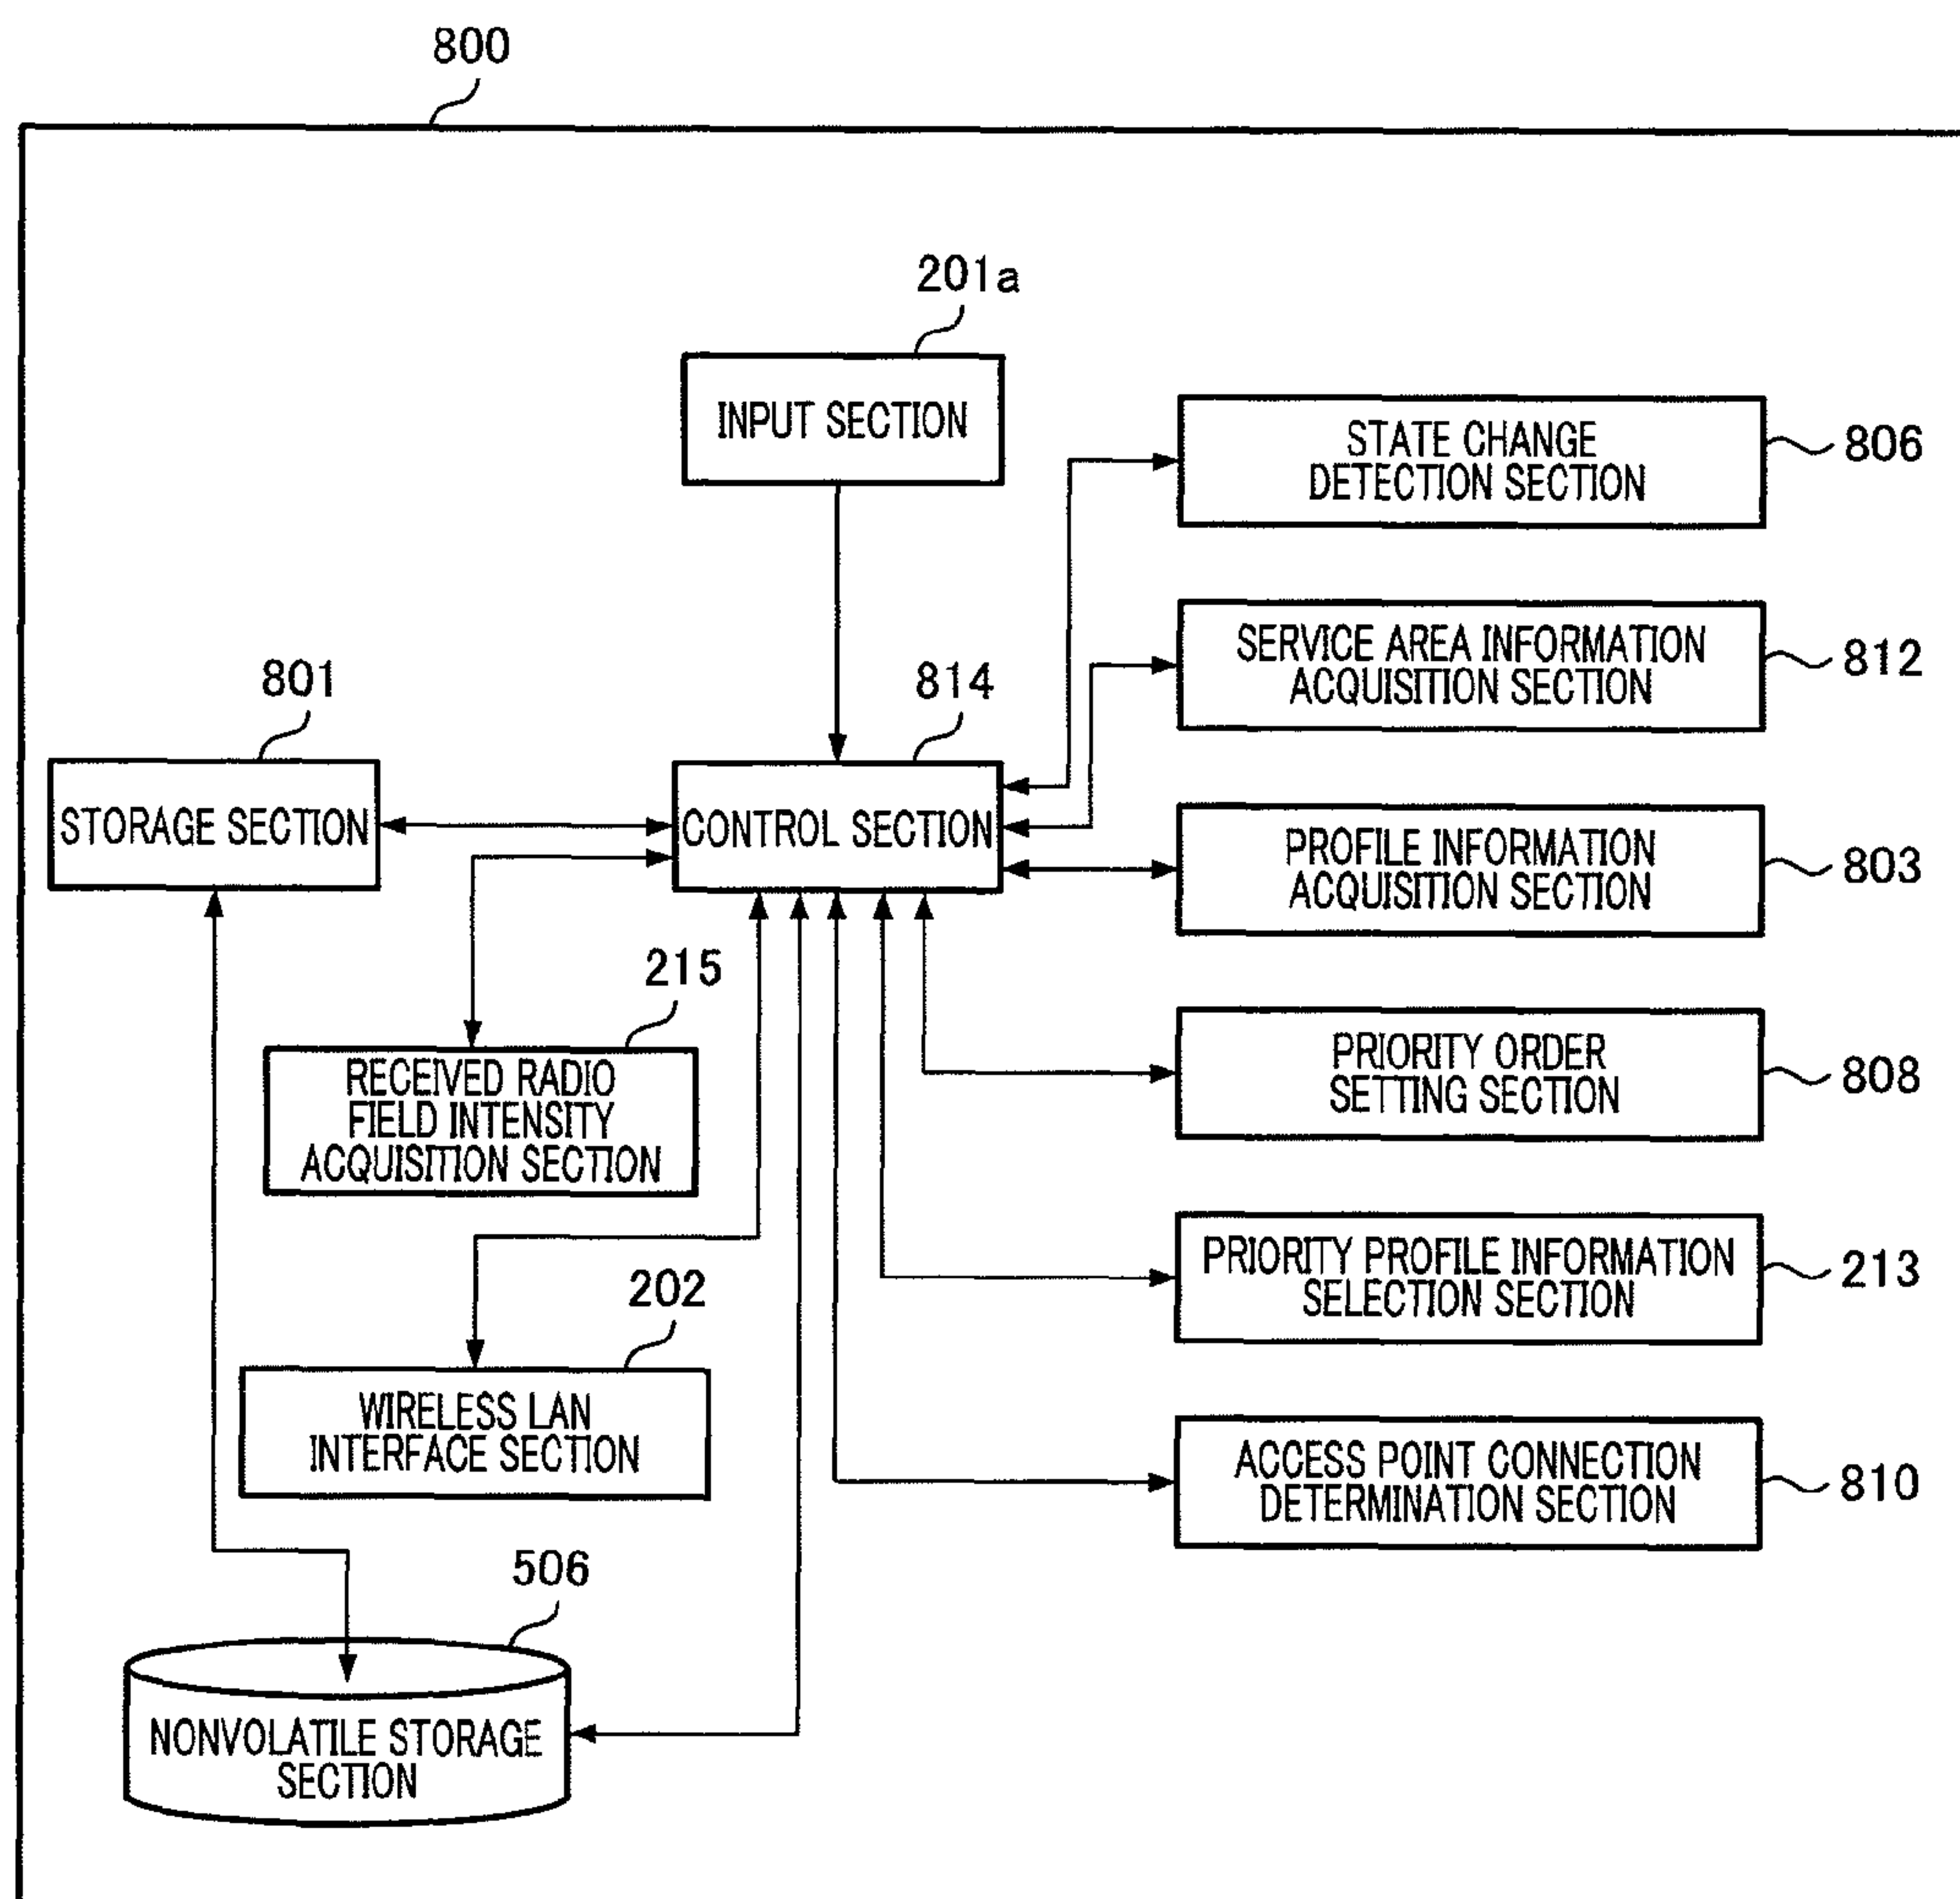 800
201a
INPUT SECTION
STATE CHANGE
DETECTION SECTION
806
SERVICE AREA INFORMATION
ACQUISITION SECTION
812
801
STORAGE SECTION
814
CONTROL SECTION
PROFILE INFORMATION
ACQUISITION SECTION
803
215
RECEIVED RADIO
FIELD INTENSITY
ACQUISITION SECTION
PRIORITY ORDER
SETTING SECTION
808
202
WIRELESS LAN
INTERFACE SECTION
PRIORITY PROFILE INFORMATION
SELECTION SECTION
213
ACCESS POINT CONNECTION
DETERMINATION SECTION
810
506
NONVOLATILE STORAGE
SECTION